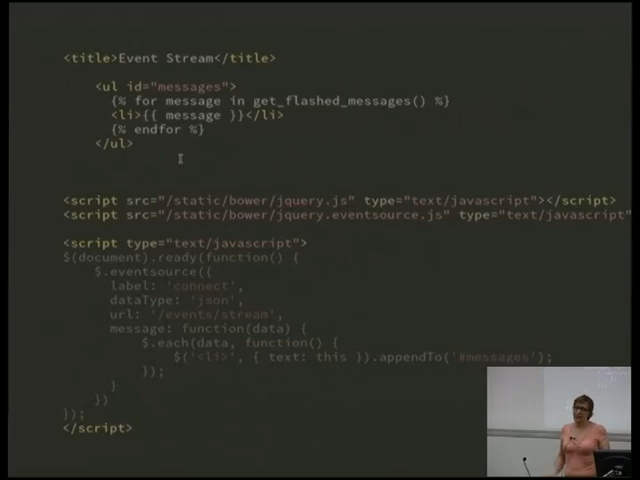 <title>Event Stream</title>
<ul id="messages">
{% for message in get_flashed_messages() %}
<li>{{ message }}</li>
{% endfor %}
</ul>
<script src="/static/bower/jquery.js" type="text/javascript"></script>
<script src="/static/bower/jquery.eventsource.js" type="text/javascript"
<script type="text/javascript">
$(document).ready(function() {
$.eventsource({
label: 'connect',
dataType: 'json',
url: '/events/stream',
message: function(data) {
$.each(data, function() {
$('<li>', { text: this }).appendTo('#messages');
});
}
})
});
</script>